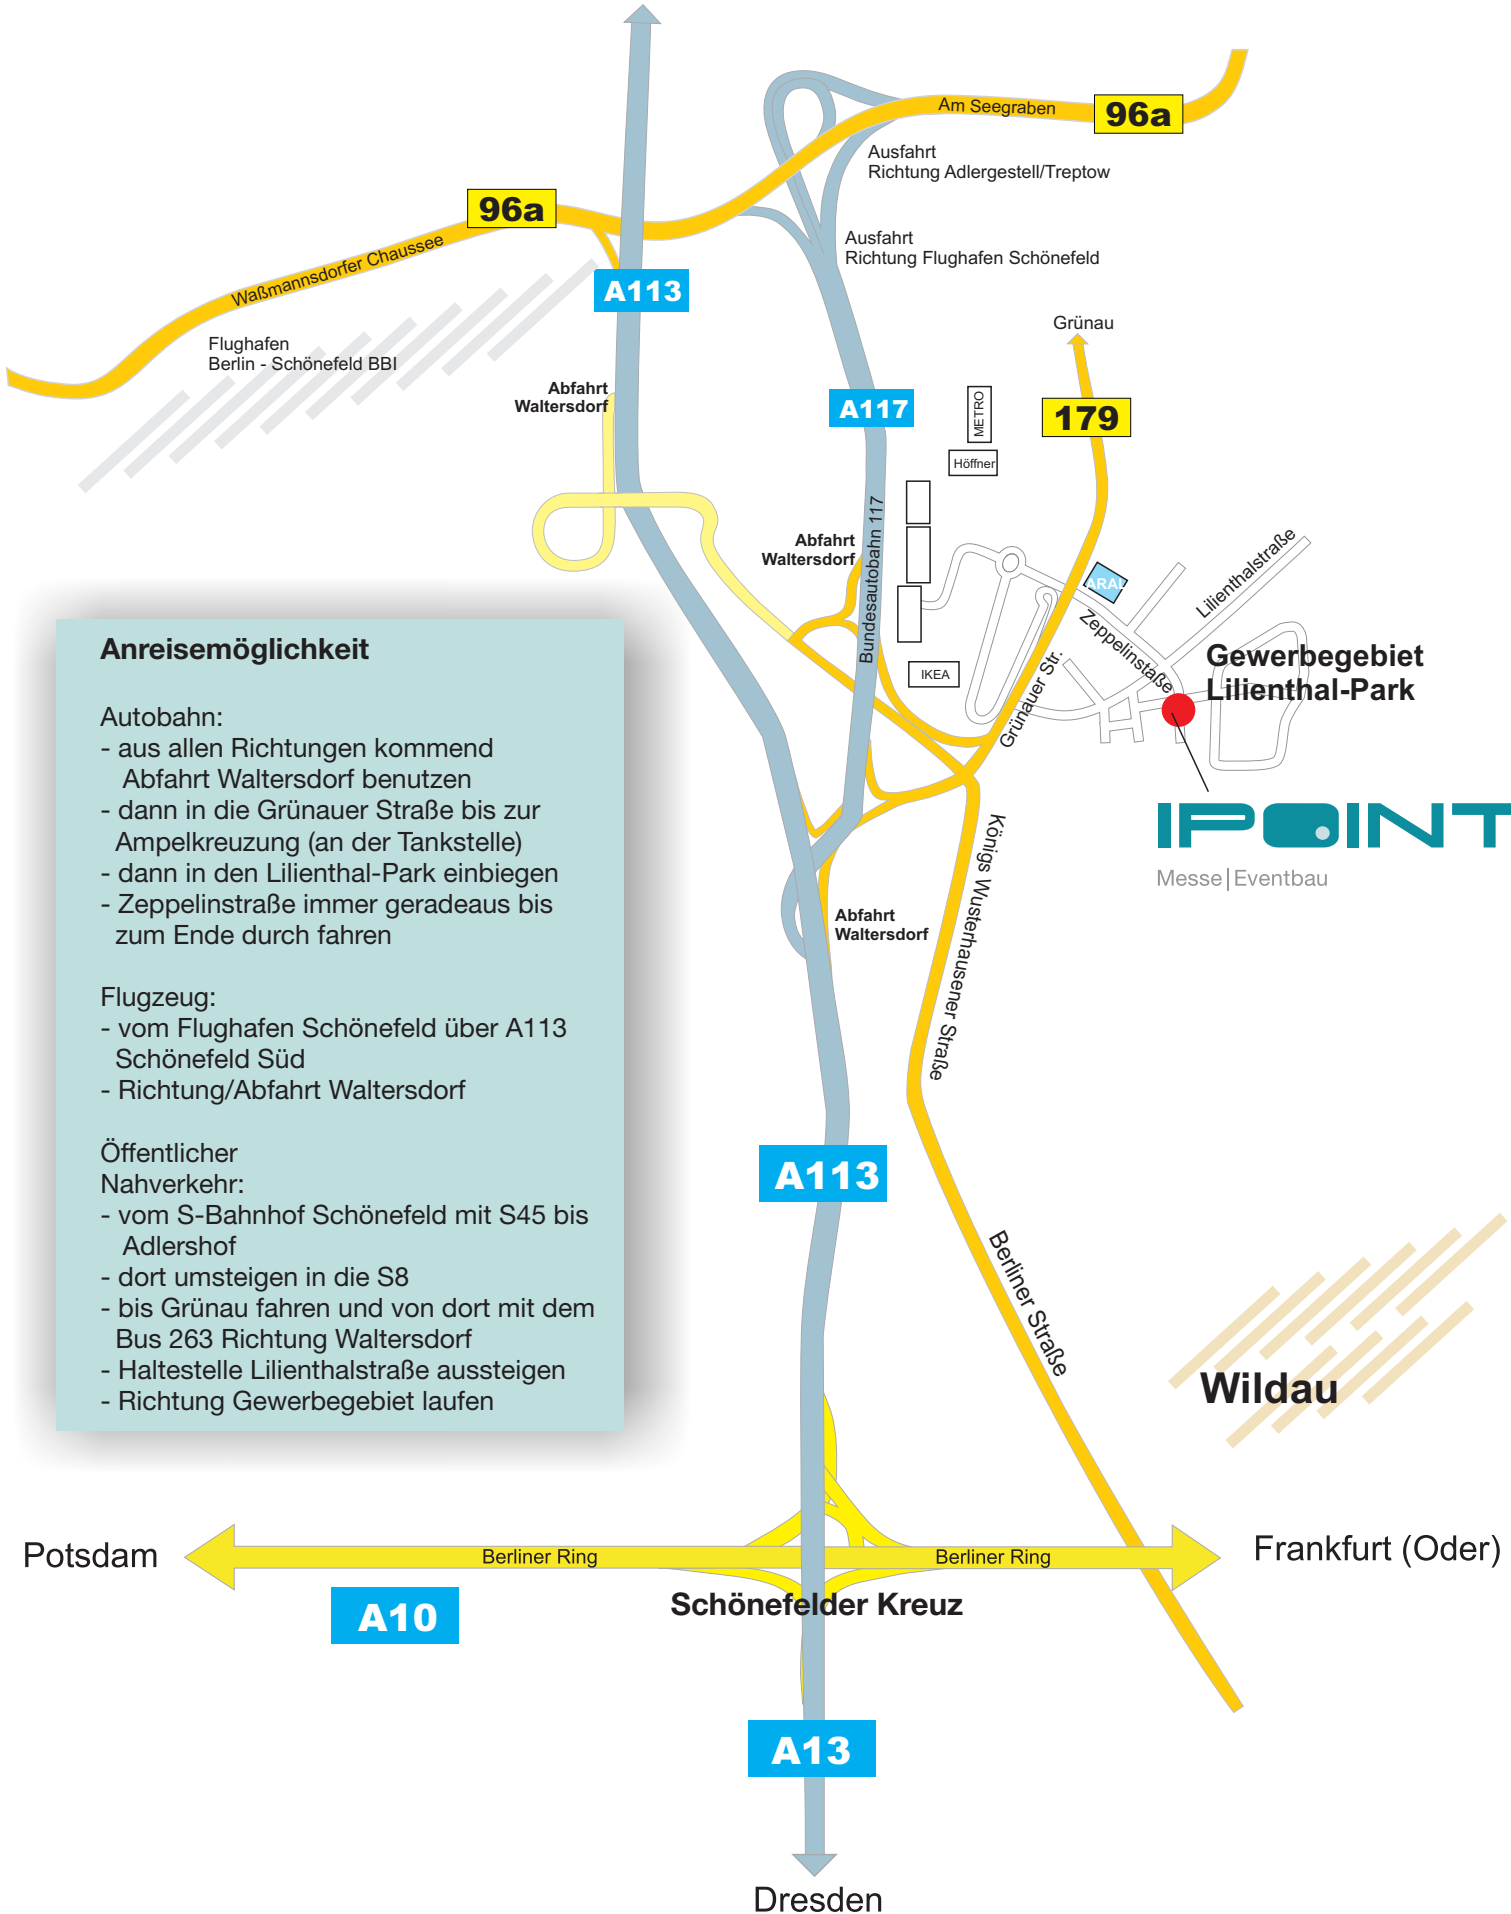 Am Seegraben
96a
Ausfahrt
Richtung Adlergestell/Treptow
96a
Waßmannsdorfer Chaussee
Ausfahrt
Richtung Flughafen Schönefeld
A113
Flughafen
Berlin - Schönefeld BBI
Grünau
Abfahrt
Waltersdorf
A117
METRO
179
Höffner
Bundesautobahn 117
Abfahrt
Waltersdorf
ARAL
Lilienthalstraße
Zeppelinstaße
Grünauer Str.
IKEA
Gewerbegebiet
Lilienthal-Park
IPOINT
Messe|Eventbau
Königs Wusterhausener Straße
Abfahrt
Waltersdorf
Anreisemöglichkeit
Autobahn:
- aus allen Richtungen kommend
Abfahrt Waltersdorf benutzen
- dann in die Grünauer Straße bis zur
Ampelkreuzung (an der Tankstelle)
- dann in den Lilienthal-Park einbiegen
- Zeppelinstraße immer geradeaus bis
zum Ende durch fahren
Flugzeug:
- vom Flughafen Schönefeld über A113
Schönefeld Süd
- Richtung/Abfahrt Waltersdorf
Öffentlicher
Nahverkehr:
- vom S-Bahnhof Schönefeld mit S45 bis
Adlershof
- dort umsteigen in die S8
- bis Grünau fahren und von dort mit dem
Bus 263 Richtung Waltersdorf
- Haltestelle Lilienthalstraße aussteigen
- Richtung Gewerbegebiet laufen
A113
Berliner Straße
Wildau
Potsdam
Berliner Ring
Berliner Ring
Frankfurt (Oder)
A10
Schönefelder Kreuz
A13
Dresden